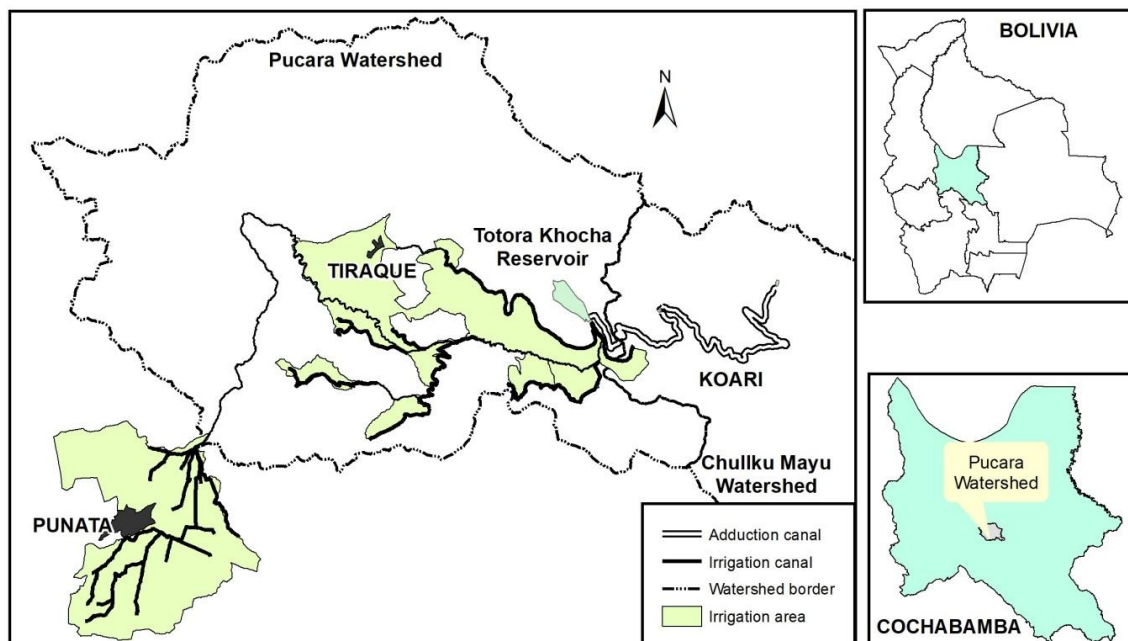 Pucara Watershed
N
Totora Khocha
Reservoir
TIRAQUE
KOARI
Chullku Mayu
Watershed
PUNATA
Adduction canal
Irrigation canal
Watershed border
Irrigation area
BOLIVIA
Pucara
Watershed
COCHABAMBA